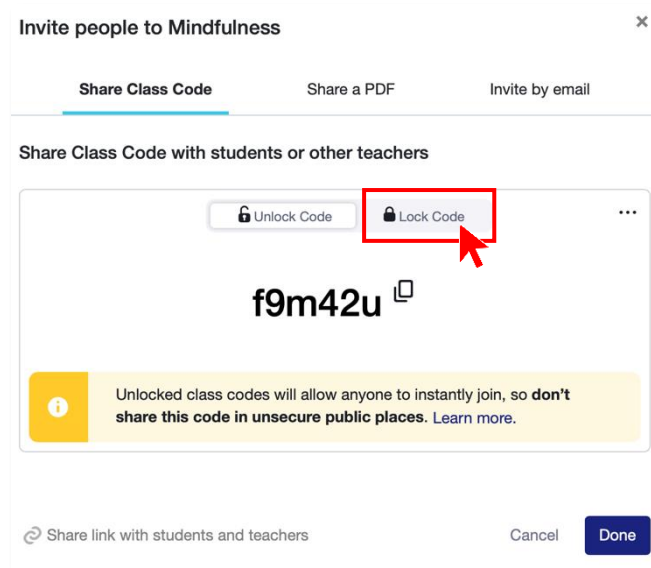 Invite people to Mindfulness
Share Class Code Share a PDF Invite by email
Share Class Code with students or other teachers
Unlock Code Lock Code
f9m42u
Unlocked class codes will allow anyone to instantly join, so don’t
share this code in unsecure public places. Learn more.
Share link with students and teachers Cancel Done